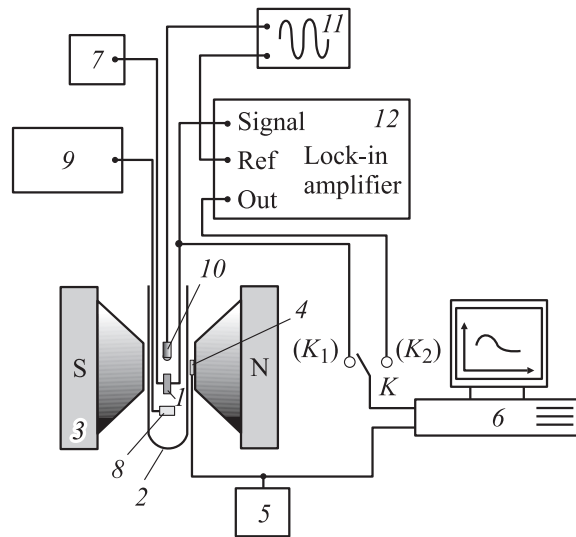 11
7
Signal
12
Ref
Lock-in
amplifier
Out
9
10
4
S
N
(K1)
(K2)
K
1
3
8
2
5
6